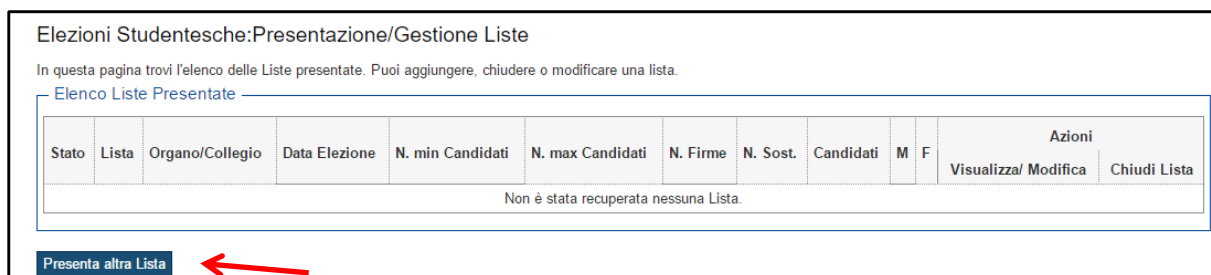 Elezioni Studentesche:Presentazione/Gestione Liste
In questa pagina trovi l'elenco delle Liste presentate. Puoi aggiungere, chiudere o modificare una lista.
Elenco Liste Presentate
Stato Lista Organo/Collegio Data Elezione N. min Candidati N. max Candidati N. Firme N. Sost. Candidati M F Azioni
Visualizza/ Modifica Chiudi Lista
Non è stata recuperata nessuna Lista.
Presenta altra Lista